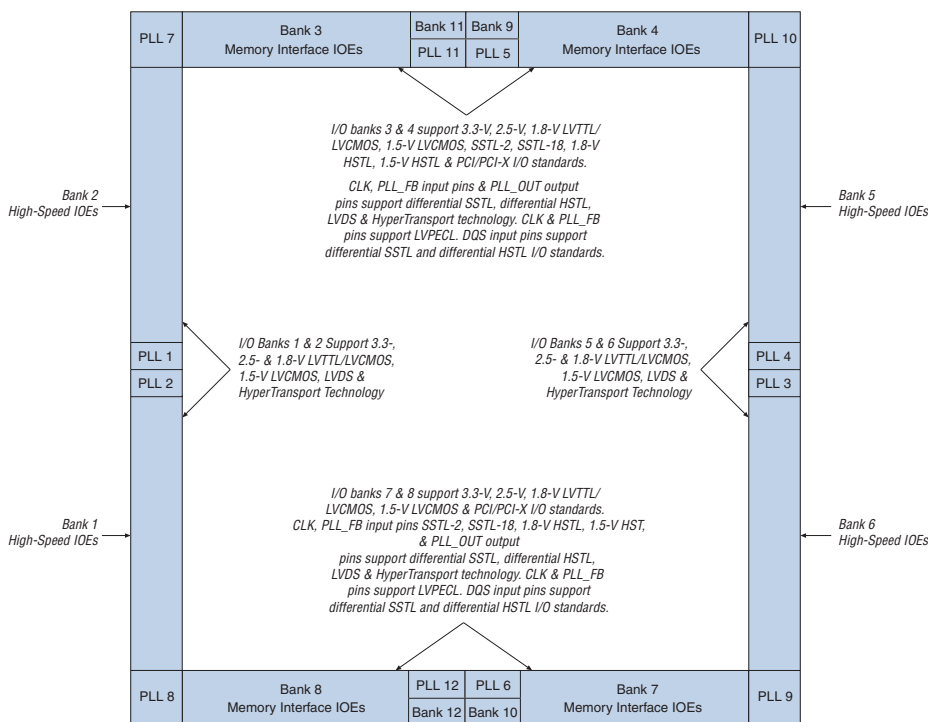 PLL 7
Bank 3
Memory Interface IOEs
Bank 11
Bank 9
PLL 11
PLL 5
Bank 4
Memory Interface IOEs
PLL 10
I/O banks 3 & 4 support 3.3-V, 2.5-V, 1.8-V LVTTL/
LVCMOS, 1.5-V LVCMOS, SSTL-2, SSTL-18, 1.8-V
HSTL, 1.5-V HSTL & PCI/PCI-X I/O standards.
CLK, PLL_FB input pins & PLL_OUT output
pins support differential SSTL, differential HSTL,
LVDS & HyperTransport technology. CLK & PLL_FB
pins support LVPECL. DQS input pins support
differential SSTL and differential HSTL I/O standards.
Bank 2
High-Speed IOEs
Bank 5
High-Speed IOEs
PLL 1
PLL 2
I/O Banks 1 & 2 Support 3.3-,
2.5- & 1.8-V LVTTL/LVCMOS,
1.5-V LVCMOS, LVDS &
HyperTransport Technology
I/O Banks 5 & 6 Support 3.3-,
2.5- & 1.8-V LVTTL/LVCMOS,
1.5-V LVCMOS, LVDS &
HyperTransport Technology
PLL 4
PLL 3
Bank 1
High-Speed IOEs
I/O banks 7 & 8 support 3.3-V, 2.5-V, 1.8-V LVTTL/
LVCMOS, 1.5-V LVCMOS & PCI/PCI-X I/O standards.
CLK, PLL_FB input pins SSTL-2, SSTL-18, 1.8-V HSTL, 1.5-V HST,
& PLL_OUT output
pins support differential SSTL, differential HSTL,
LVDS & HyperTransport technology. CLK & PLL_FB
pins support LVPECL. DQS input pins support
differential SSTL and differential HSTL I/O standards.
Bank 6
High-Speed IOEs
PLL 8
Bank 8
Memory Interface IOEs
PLL 12
PLL 6
Bank 12
Bank 10
Bank 7
Memory Interface IOEs
PLL 9